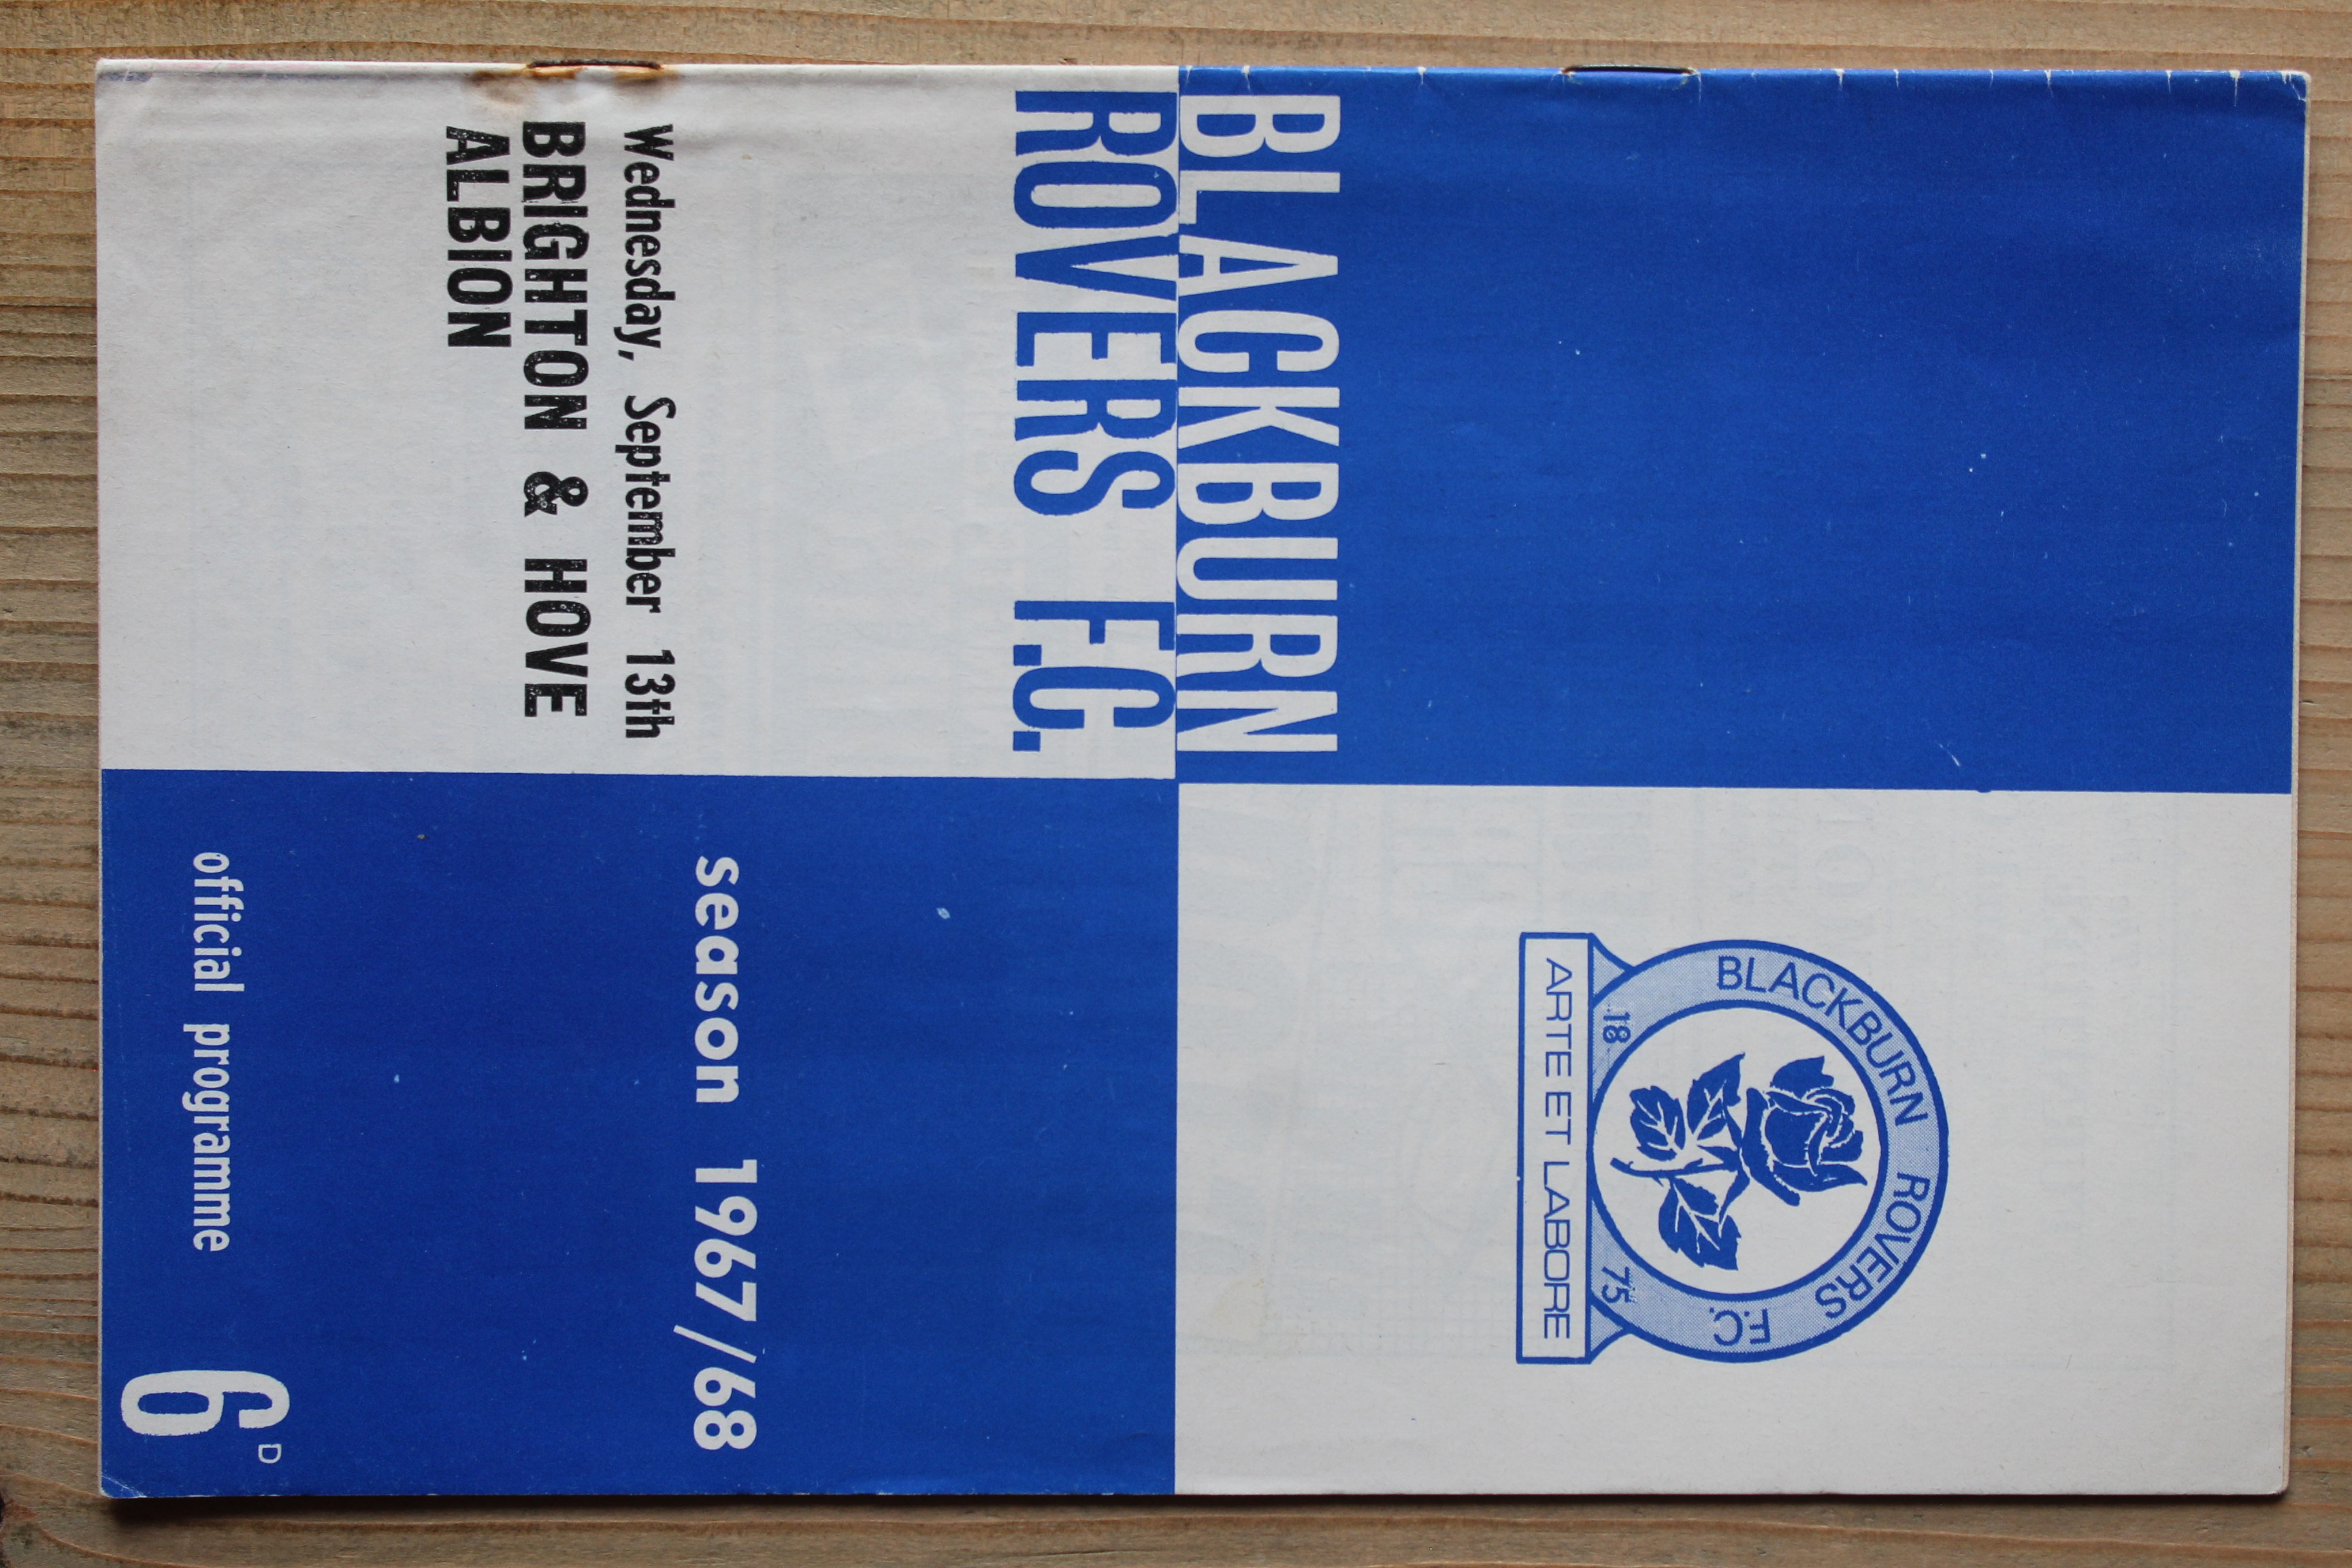 BLACKBURN ROVERS F.C.
18 75
ARTE ET LABORE
BLACKBURN
ROVERS F.C.
Wednesday, September 13th
BRIGHTON & HOVE
ALBION
season 1967/68
official programme 6D